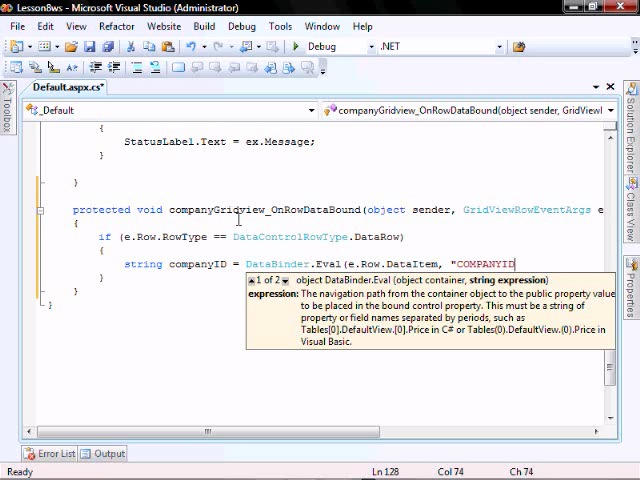 Lesson8ws - Microsoft Visual Studio (Administrator)
File Edit View Refactor Website Build Debug Tools Window Help
Debug .NET
Default.aspx.cs*
_Default companyGridview_OnRowDataBound(object sender, GridViewI
{
StatusLabel.Text = ex.Message;
}
}
protected void companyGridview_OnRowDataBound(object sender, GridViewRowEventArgs e
{
if (e.Row.RowType == DataControlRowType.DataRow)
{
string companyID = DataBinder.Eval(e.Row.DataItem, "COMPANYID
}
}
}
1 of 2 object DataBinder.Eval (object container, string expression)
expression: The navigation path from the container object to the public property value
to be placed in the bound control property. This must be a string of
property or field names separated by periods, such as
Tables[0].DefaultView.[0].Price in C# or Tables(0).DefaultView.(0).Price in
Visual Basic.
Toolbox
Solution Explorer
Class View
Properties
Error List Output
Ready Ln 128 Col 74 Ch 74